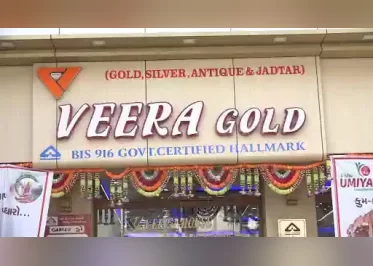 (GOLD,SILVER,ANTIQUE & JADTAR)
VEERA GOLD
BIS 916 GOVT.CERTIFIED HALLMARK
UMIYA